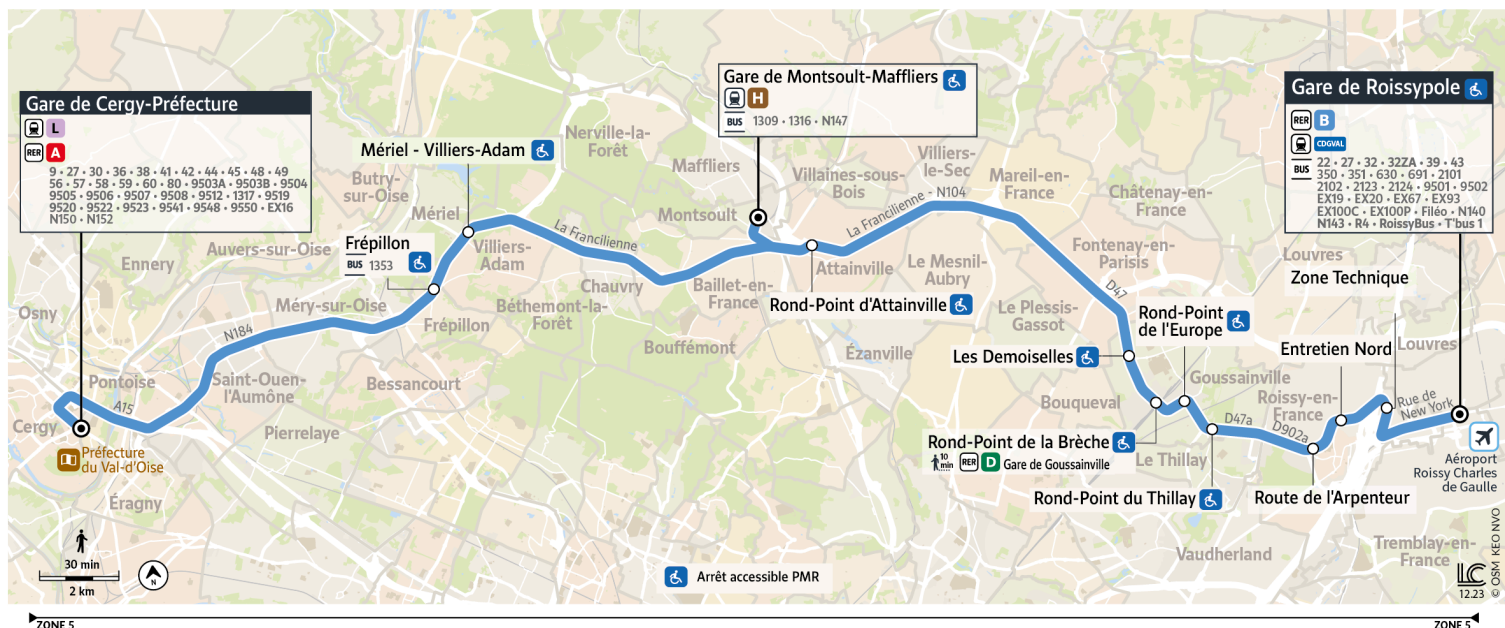 Gare de Cergy-Préfecture
L
RER A
9 • 27 • 30 • 36 • 38 • 41 • 42 • 44 • 45 • 48 • 49
56 • 57 • 58 • 59 • 60 • 80 • 9503A • 9503B • 9504
9505 • 9506 • 9507 • 9508 • 9512 • 1317 • 9519
9520 • 9522 • 9523 • 9541 • 9548 • 9550 • EX16
N150 • N152
Gare de Montsoult-Maffliers
H
BUS 1309 • 1316 • N147
Gare de Roissypole
RER B
CDGVAL
BUS 22 • 27 • 32 • 32ZA • 39 • 43
350 • 351 • 630 • 691 • 2101
2102 • 2123 • 2124 • 9501 • 9502
EX19 • EX20 • EX67 • EX93
EX100C • EX100P • Filéo • N140
N143 • R4 • RoissyBus • T'bus 1
Mériel - Villiers-Adam
Nerville-la-
Forêt
Maffliers
Villaines-sous-
Bois
Villiers-
le-Sec
Mareil-en-
France
Châtenay-en-
France
Butry-
sur-Oise
Mériel
Montsoult
La Francilienne - N104
La Francilienne
Auvers-sur-Oise
Ennery
Frépillon
BUS 1353
Villiers-
Adam
Chauvry
Baillet-en-
France
Attainville
Le Mesnil-
Aubry
Fontenay-en-
Parisis
Louvres
Zone Technique
Osny
Méry-sur-Oise
Frépillon
Béthemont-la-
Forêt
Rond-Point d'Attainville
D47
Le Plessis-
Gassot
Rond-Point
de l'Europe
N184
Bouffémont
Ézanville
Les Demoiselles
Entretien Nord
Louvres
Pontoise
Saint-Ouen-
l'Aumône
Bessancourt
Goussainville
Bouqueval
Roissy-en-
France
Rue de
New York
A15
Cergy
Pierrelaye
D47a
D902a
Rond-Point de la Brèche
10
min
RER D Gare de Goussainville
Le Thillay
Préfecture
du Val-d'Oise
Aéroport
Roissy Charles
de Gaulle
Éragny
Rond-Point du Thillay
Route de l'Arpenteur
Vaudherland
Tremblay-en-
France
30 min
2 km
N
Arrêt accessible PMR
LC
12.23
© OSM KEO NVO
ZONE 5
ZONE 5